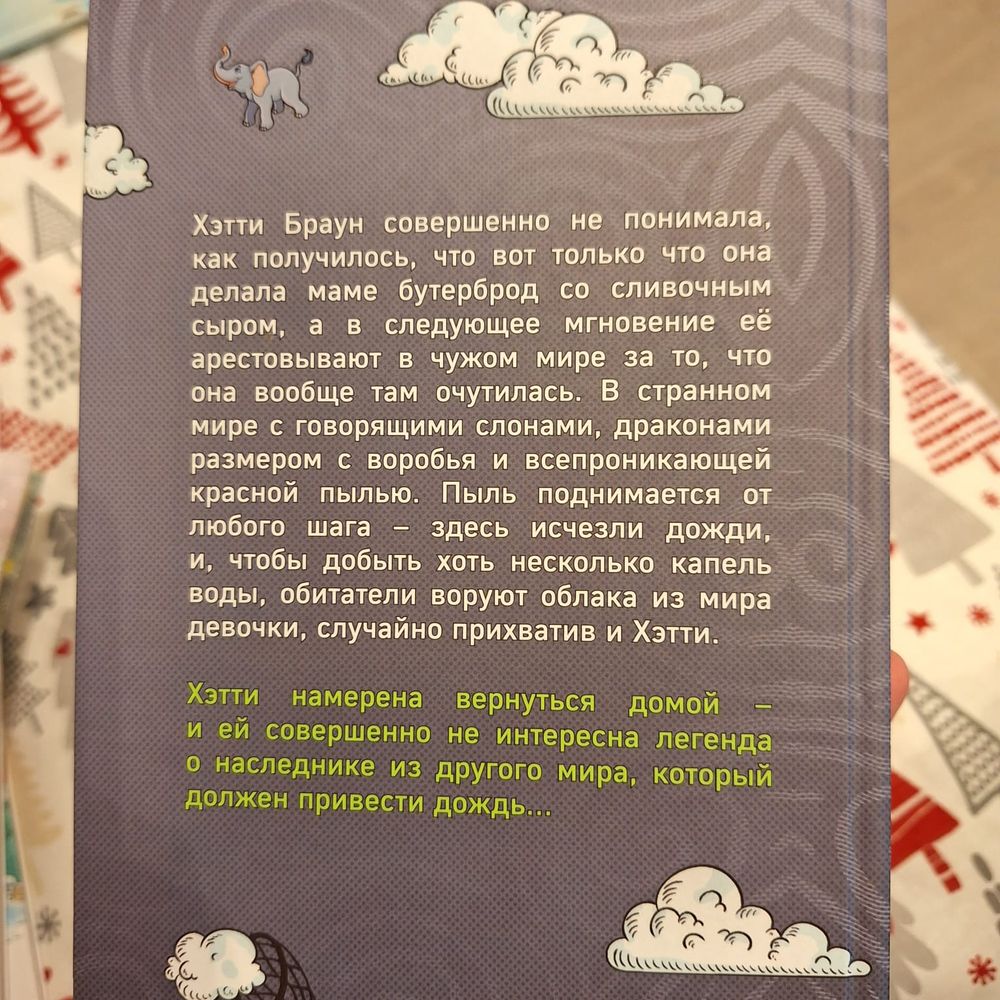 Хэтти Браун совершенно не понимала,
как получилось, что вот только что она
делала маме бутерброд со сливочным
сыром, а в следующее мгновение её
арестовывают в чужом мире за то, что
она вообще там очутилась. В странном
мире с говорящими слонами, драконами
размером с воробья и всепроникающей
красной пылью. Пыль поднимается от
любого шага – здесь исчезли дожди,
и, чтобы добыть хоть несколько капель
воды, обитатели воруют облака из мира
девочки, случайно прихватив и Хэтти.
Хэтти намерена вернуться домой –
и ей совершенно не интересна легенда
о наследнике из другого мира, который
должен привести дождь...